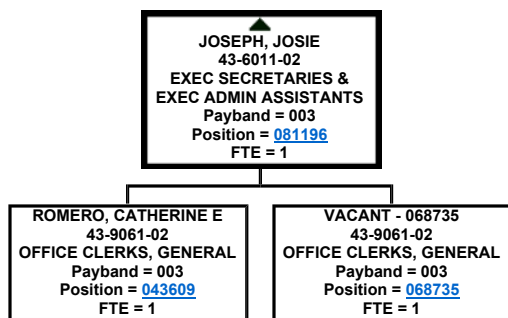 JOSEPH, JOSIE
43-6011-02
EXEC SECRETARIES &
EXEC ADMIN ASSISTANTS
Payband = 003
Position = 081196
FTE = 1
ROMERO, CATHERINE E
43-9061-02
OFFICE CLERKS, GENERAL
Payband = 003
Position = 043609
FTE = 1
VACANT - 068735
43-9061-02
OFFICE CLERKS, GENERAL
Payband = 003
Position = 068735
FTE = 1